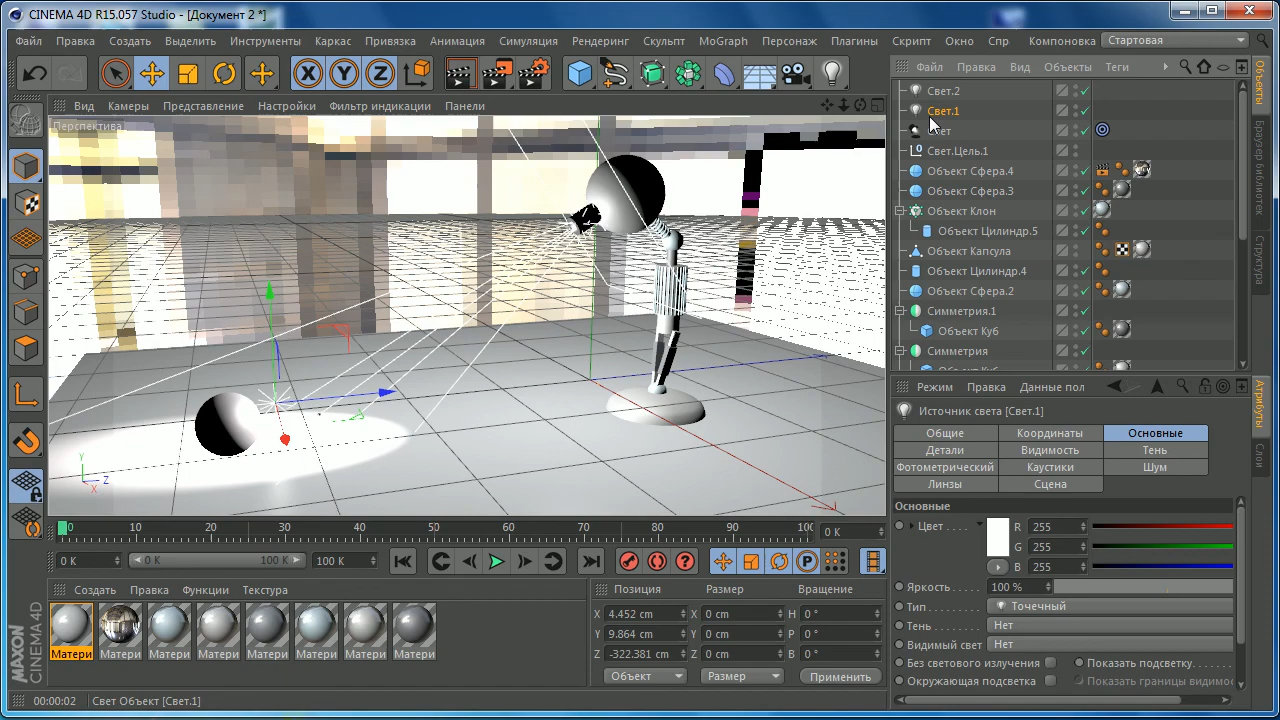 CINEMA 4D R15.057 Studio - [Документ 2 *]
Файл Правка Создать Выделить Инструменты Каркас Привязка Анимация Симуляция Рендеринг Скульпт MoGraph Персонаж Плагины Скрипт Окно Спр Компоновка Стартовая
X Y Z
Файл Правка Вид Объекты Теги
Вид Камеры Представление Настройки Фильтр индикации Панели
Перспектива
Свет.2
Свет.1
Свет.Цель.1
Объект Сфера.4
Объект Сфера.3
Объект Клон
Объект Цилиндр.5
Объект Капсула
Объект Цилиндр.4
Объект Сфера.2
Симметрия.1
Объект Куб
Симметрия
Объекты
Браузер библиотек
Структура
Режим Правка Данные пол
Источник света [Свет.1]
Общие Координаты Основные
Детали Видимость Тень
Фотометрический Каустики Шум
Линзы Сцена
Основные
Цвет . . . . R 255
G 255
B 255
Яркость . . . . . 100 %
Тип . . . . . . . . Точечный
Тень . . . . . . . Нет
Видимый свет Нет
Без светового излучения Показать подсветку
Окружающая подсветка Показать границы видимо
Атрибуты
Слои
Y
Z
X
0 10 20 30 40 50 60 70 80 90 100
0 K
0 K 0 K 100 K 100 K
P
Создать Правка Функции Текстура
Матери Матери Матери Матери Матери Матери Матери Матери
Позиция Размер Вращение
X 4.452 cm X 0 cm H 0 °
Y 9.864 cm Y 0 cm P 0 °
Z -322.381 cm Z 0 cm B 0 °
Объект Размер Применить
MAXON
CINEMA 4D
00:00:02 Свет Объект [Свет.1]